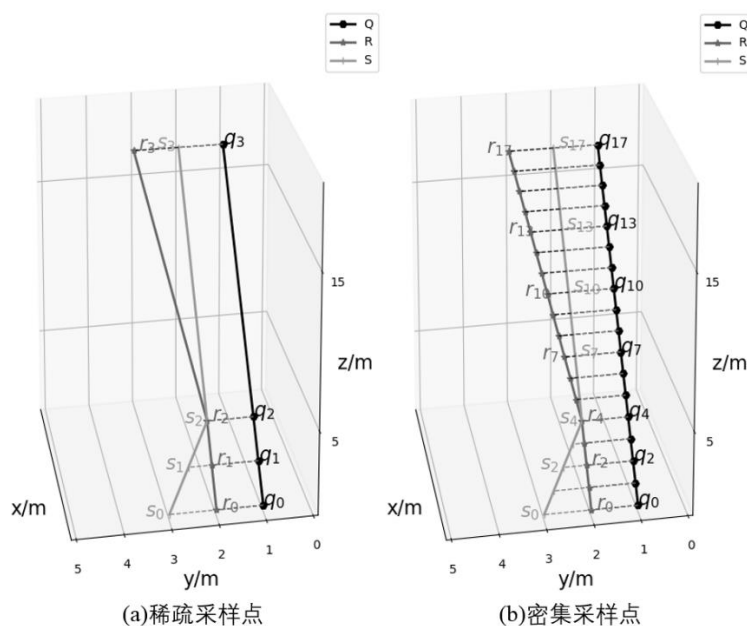 Q
R
S
Q
R
S
r₃ s₃ q₃
r₁₇ s₁₇ q₁₇
r₁₃ s₁₃ q₁₃
15
15
r₁₀ s₁₀ q₁₀
z/m
z/m
r₇ s₇ q₇
s₂ r₂ q₂
s₄ r₄ q₄
5
5
s₁ r₁ q₁
s₂ r₂ q₂
x/m
s₀ r₀ q₀
x/m
s₀ r₀ q₀
5 4 3 2 1 0
5 4 3 2 1 0
y/m
y/m
(a)稀疏采样点
(b)密集采样点